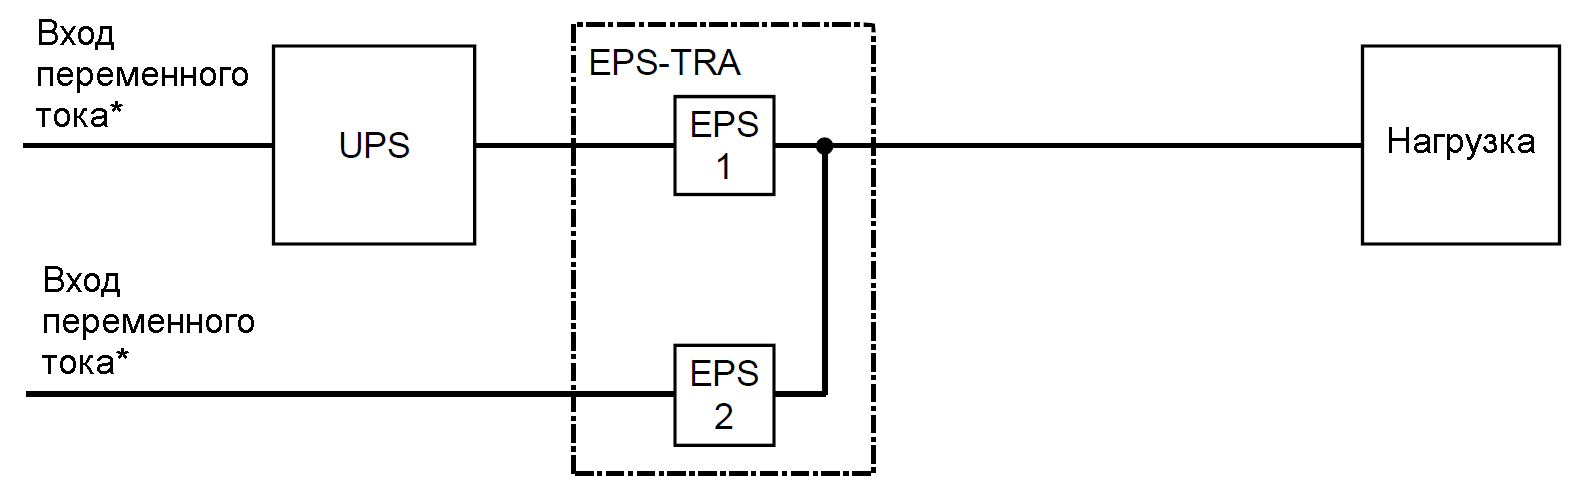 Вход
переменного
тока*
UPS
EPS-TRA
EPS
1
Нагрузка
Вход
переменного
тока*
EPS
2